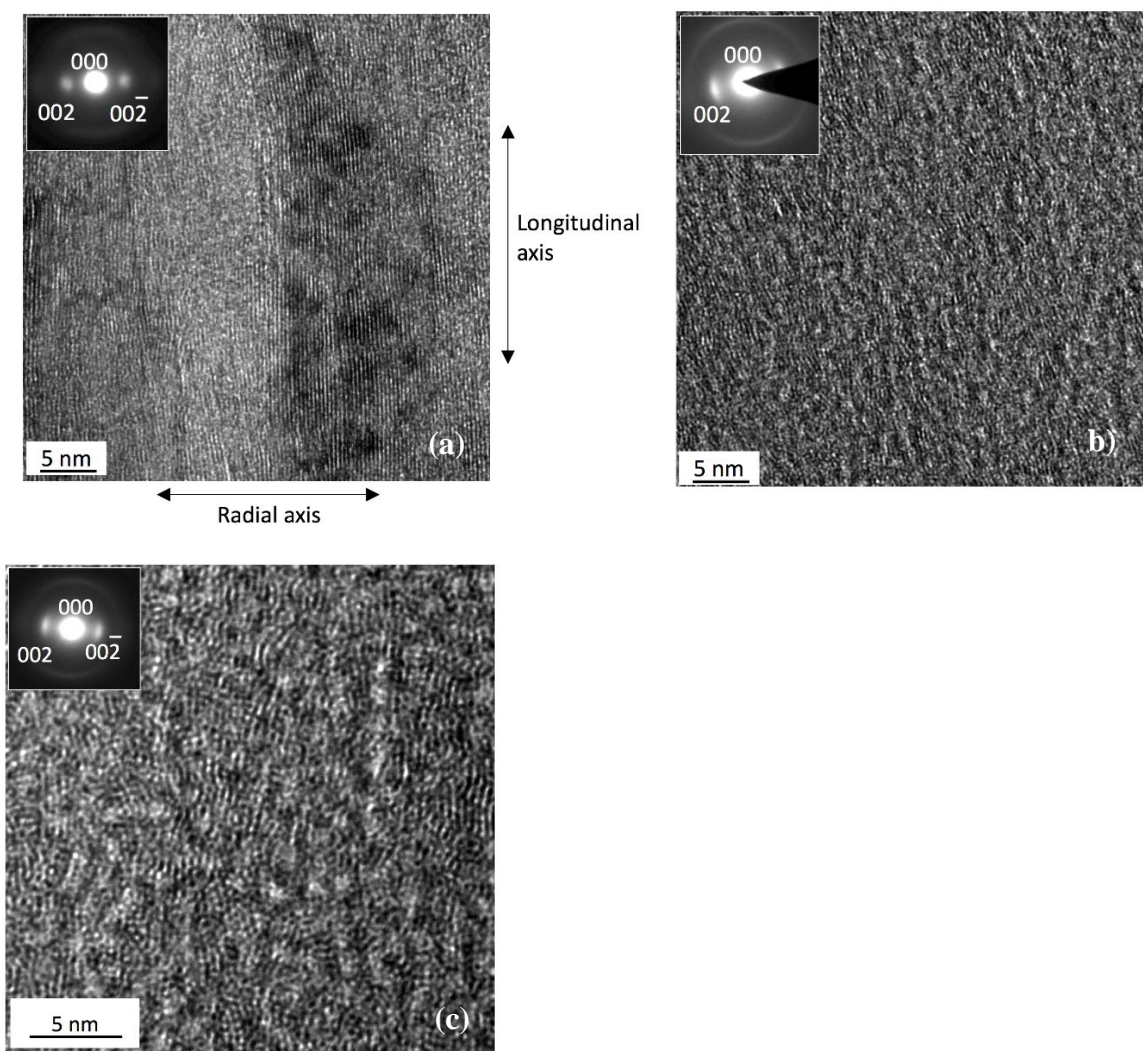 000
002 002̅
Longitudinal
axis
5 nm
(a)
Radial axis
000
002
5 nm
b)
000
002 002̅
5 nm
(c)